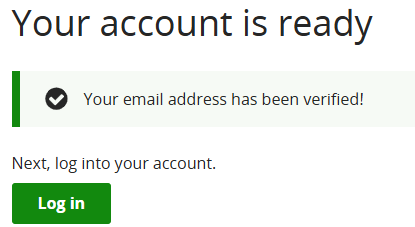 Your account is ready
Your email address has been verified!
Next, log into your account.
Log in